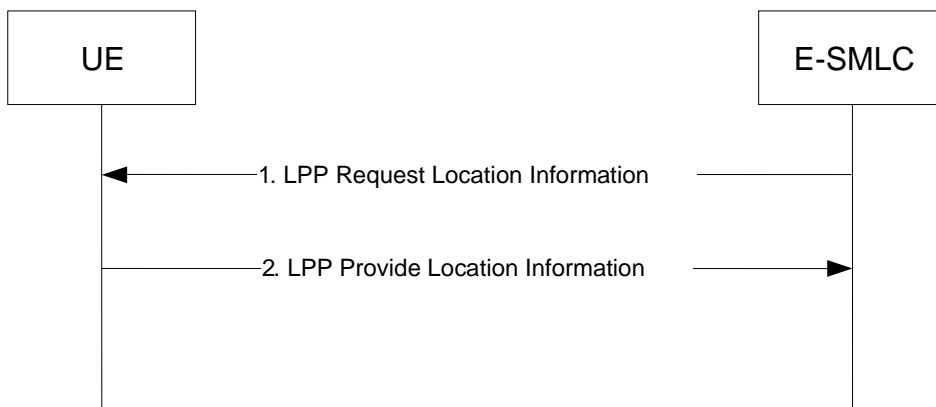 UE
E-SMLC
1. LPP Request Location Information
2. LPP Provide Location Information